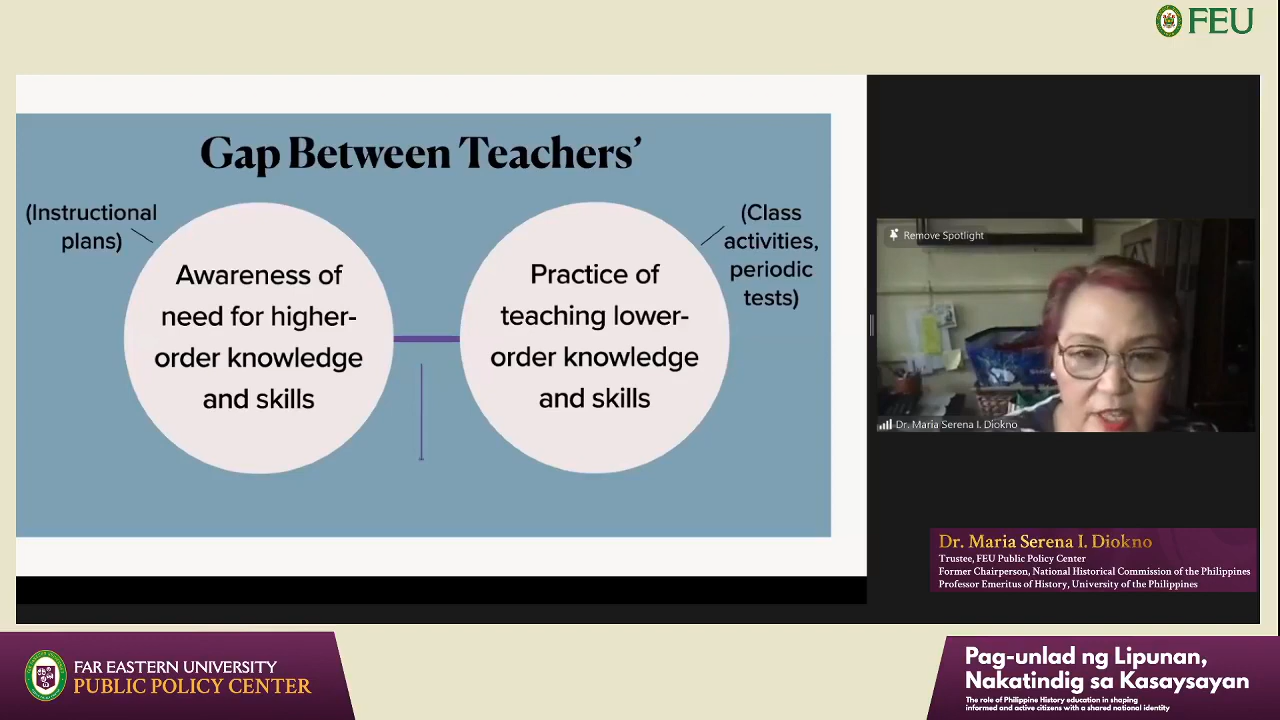 FEU
Gap Between Teachers’
(Instructional
plans)
Awareness of
need for higher-
order knowledge
and skills
Practice of
teaching lower-
order knowledge
and skills
(Class
activities,
periodic
tests)
Remove Spotlight
Dr. Maria Serena I. Diokno
Dr. Maria Serena I. Diokno
Trustee, FEU Public Policy Center
Former Chairperson, National Historical Commission of the Philippines
Professor Emeritus of History, University of the Philippines
FAR EASTERN UNIVERSITY
PUBLIC POLICY CENTER
Pag-unlad ng Lipunan,
Nakatindig sa Kasaysayan
The role of Philippine History education in shaping
informed and active citizens with a shared national identity